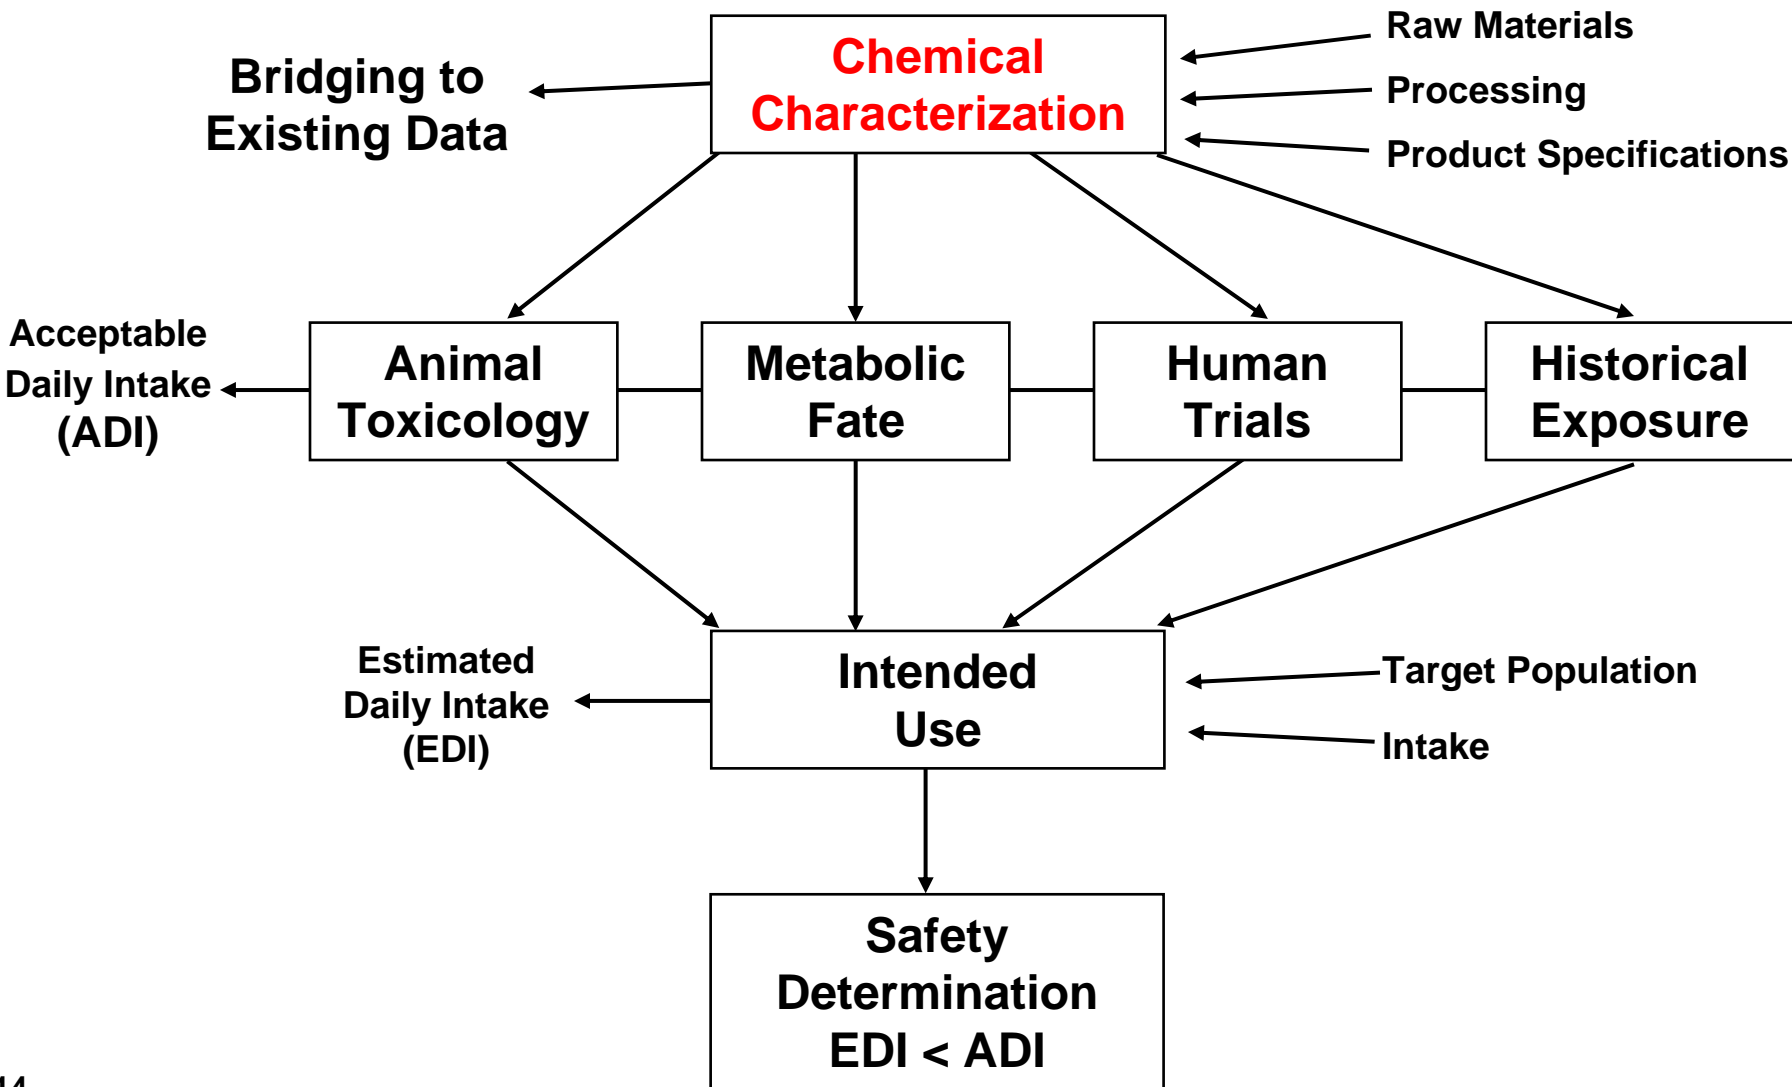 Chemical
Characterization
Bridging to
Existing Data
Raw Materials
Processing
Product Specifications
Acceptable
Daily Intake
(ADI)
Animal
Toxicology
Metabolic
Fate
Human
Trials
Historical
Exposure
Estimated
Daily Intake
(EDI)
Intended
Use
Target Population
Intake
Safety
Determination
EDI < ADI